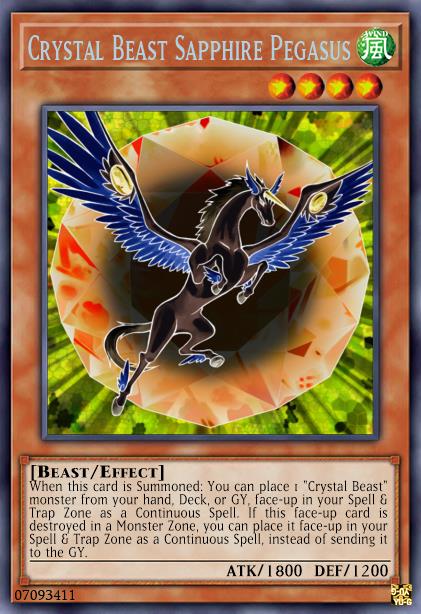 Crystal Beast Sapphire Pegasus
WIND
風
[Beast/Effect]
When this card is Summoned: You can place 1 "Crystal Beast"
monster from your hand, Deck, or GY, face-up in your Spell &
Trap Zone as a Continuous Spell. If this face-up card is
destroyed in a Monster Zone, you can place it face-up in your
Spell & Trap Zone as a Continuous Spell, instead of sending it
to the GY.
ATK/1800 DEF/1200
07093411